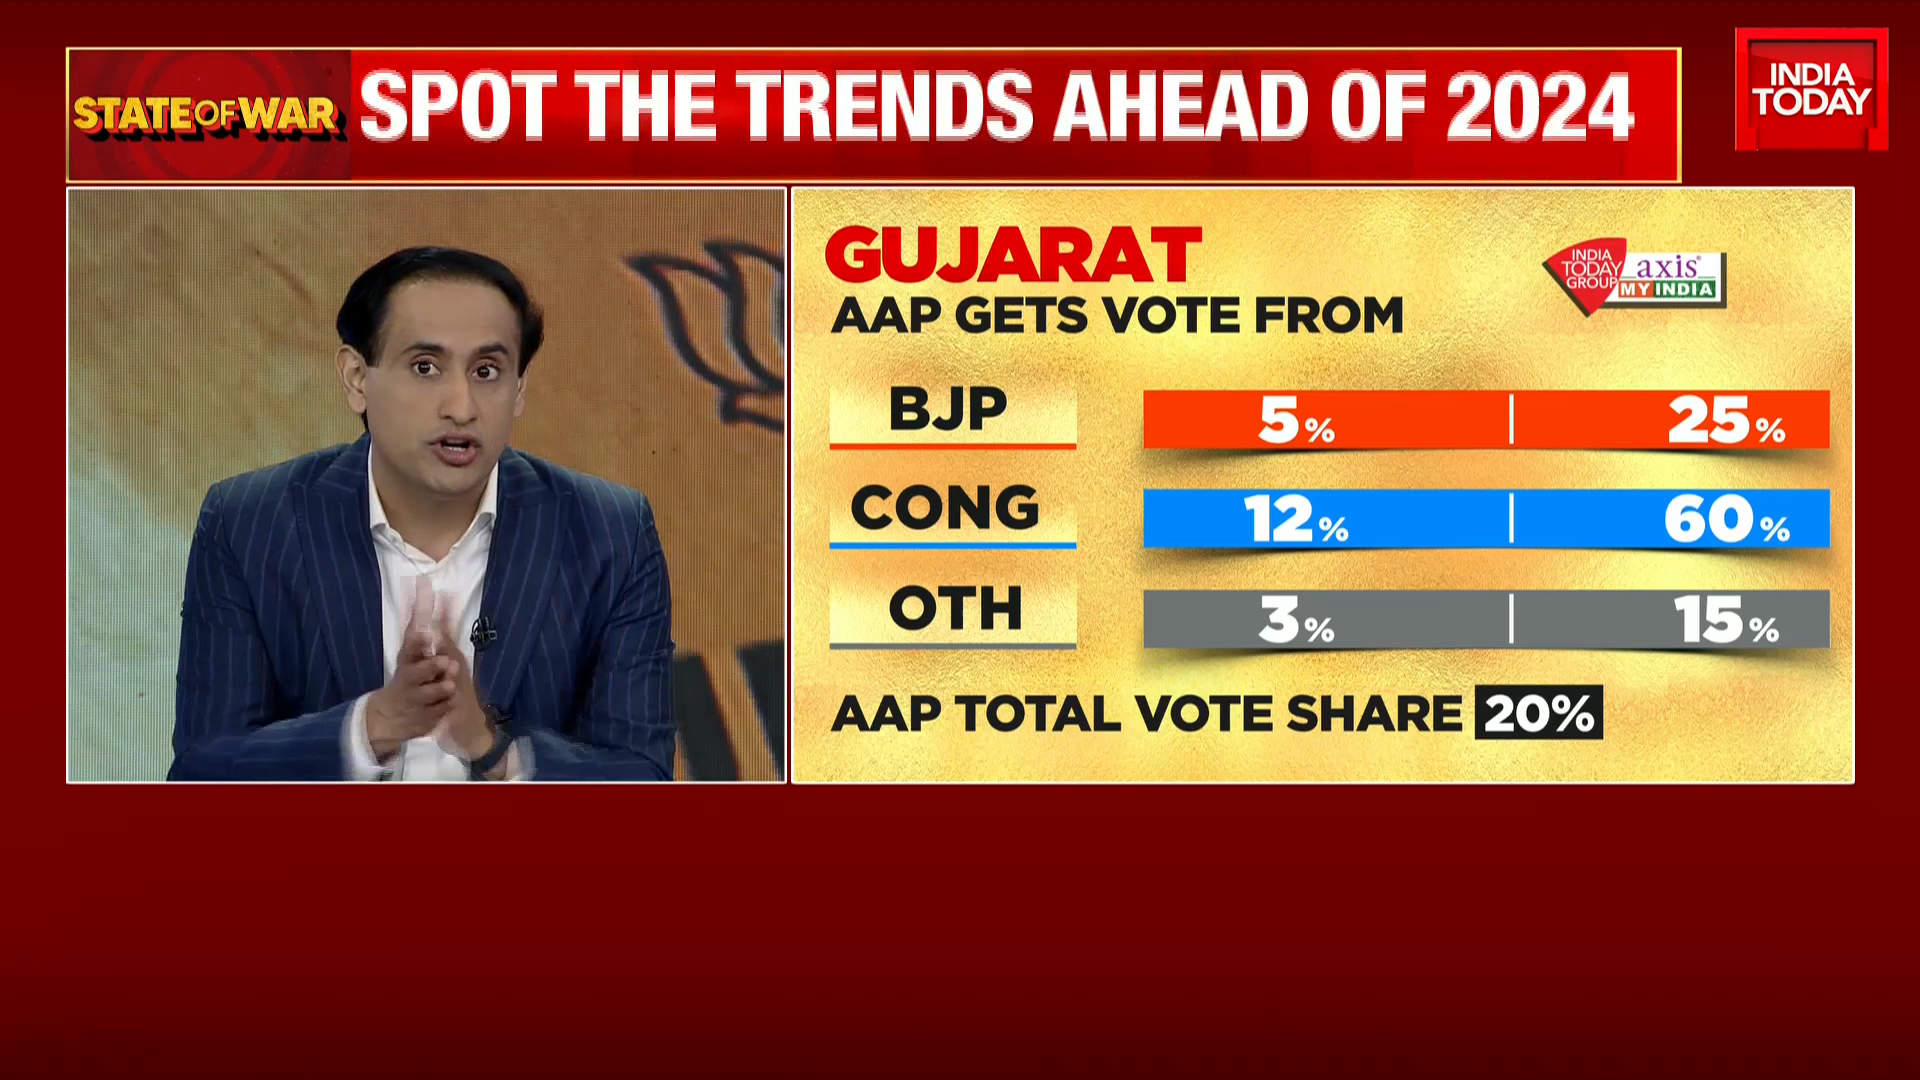 STATE OF WAR
SPOT THE TRENDS AHEAD OF 2024
INDIA
TODAY
GUJARAT
AAP GETS VOTE FROM
INDIA
TODAY
GROUP
axis
MY INDIA
BJP 5% | 25%
CONG 12% | 60%
OTH 3% | 15%
AAP TOTAL VOTE SHARE 20%